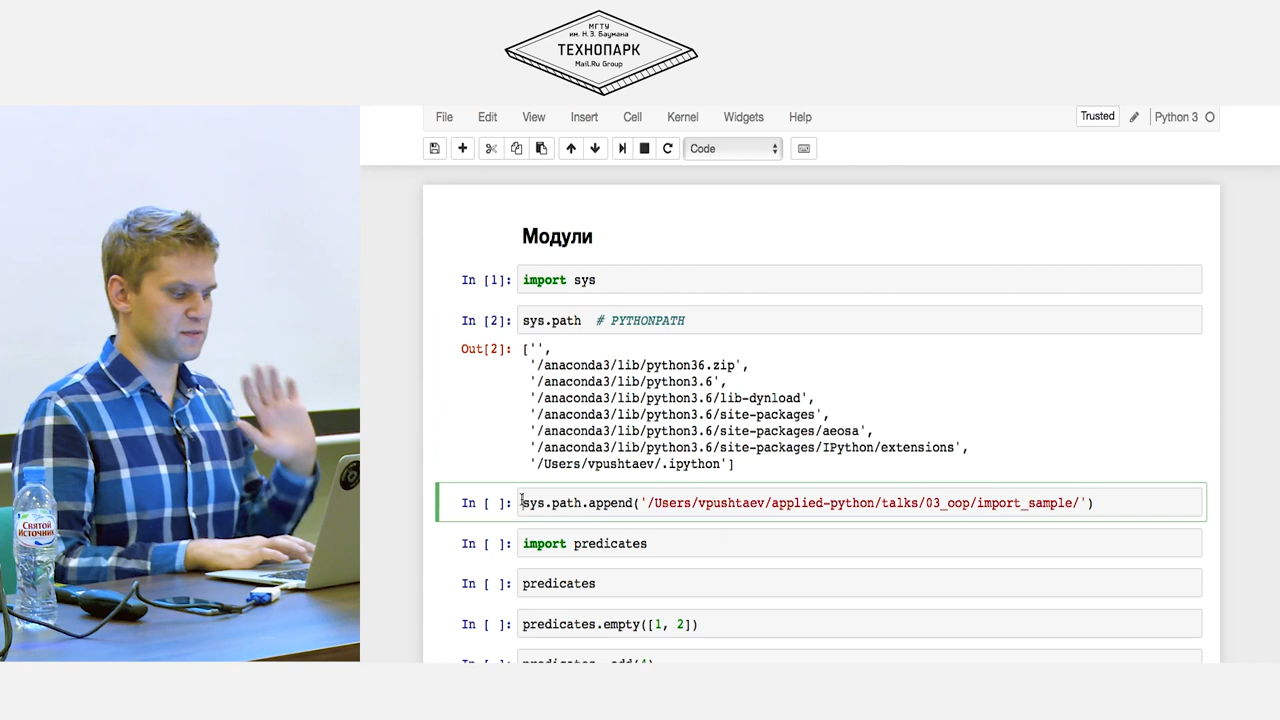 МГТУ
им. Н.Э. Баумана
ТЕХНОПАРК
Mail.Ru Group
File Edit View Insert Cell Kernel Widgets Help
Trusted
Python 3
Code
Модули
In [1]: import sys
In [2]: sys.path  # PYTHONPATH
Out[2]: ['',
'/anaconda3/lib/python36.zip',
'/anaconda3/lib/python3.6',
'/anaconda3/lib/python3.6/lib-dynload',
'/anaconda3/lib/python3.6/site-packages',
'/anaconda3/lib/python3.6/site-packages/aeosa',
'/anaconda3/lib/python3.6/site-packages/IPython/extensions',
'/Users/vpushtaev/.ipython']
In [ ]: sys.path.append('/Users/vpushtaev/applied-python/talks/03_oop/import_sample/')
In [ ]: import predicates
In [ ]: predicates
In [ ]: predicates.empty([1, 2])
СВЯТОЙ
ИСТОЧНИК